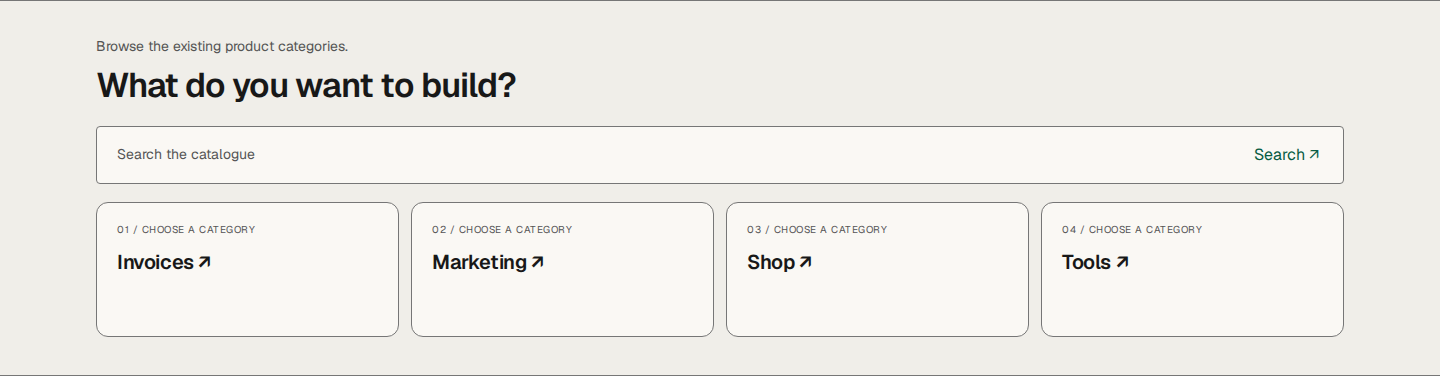 Browse the existing product categories.
What do you want to build?
Search the catalogue
Search ↗
01 / CHOOSE A CATEGORY
Invoices ↗
02 / CHOOSE A CATEGORY
Marketing ↗
03 / CHOOSE A CATEGORY
Shop ↗
04 / CHOOSE A CATEGORY
Tools ↗